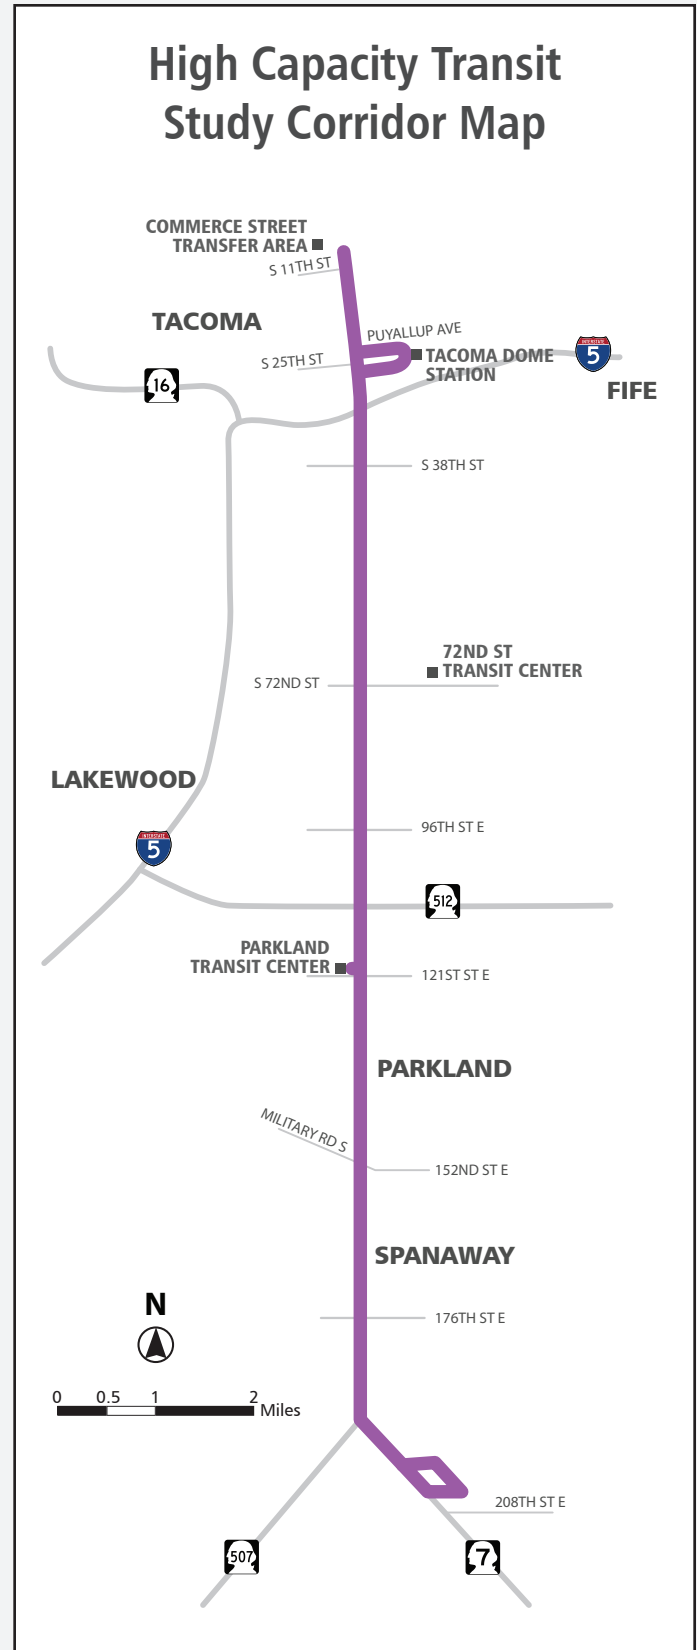 High Capacity Transit
Study Corridor Map
COMMERCE STREET
TRANSFER AREA
S 11TH ST
TACOMA
PUYALLUP AVE
S 25TH ST
TACOMA DOME
STATION
INTERSTATE
5
FIFE
16
S 38TH ST
72ND ST
TRANSIT CENTER
S 72ND ST
LAKEWOOD
INTERSTATE
5
96TH ST E
512
PARKLAND
TRANSIT CENTER
121ST ST E
PARKLAND
MILITARY RD S
152ND ST E
SPANAWAY
N
176TH ST E
0 0.5 1 2
Miles
208TH ST E
507
7